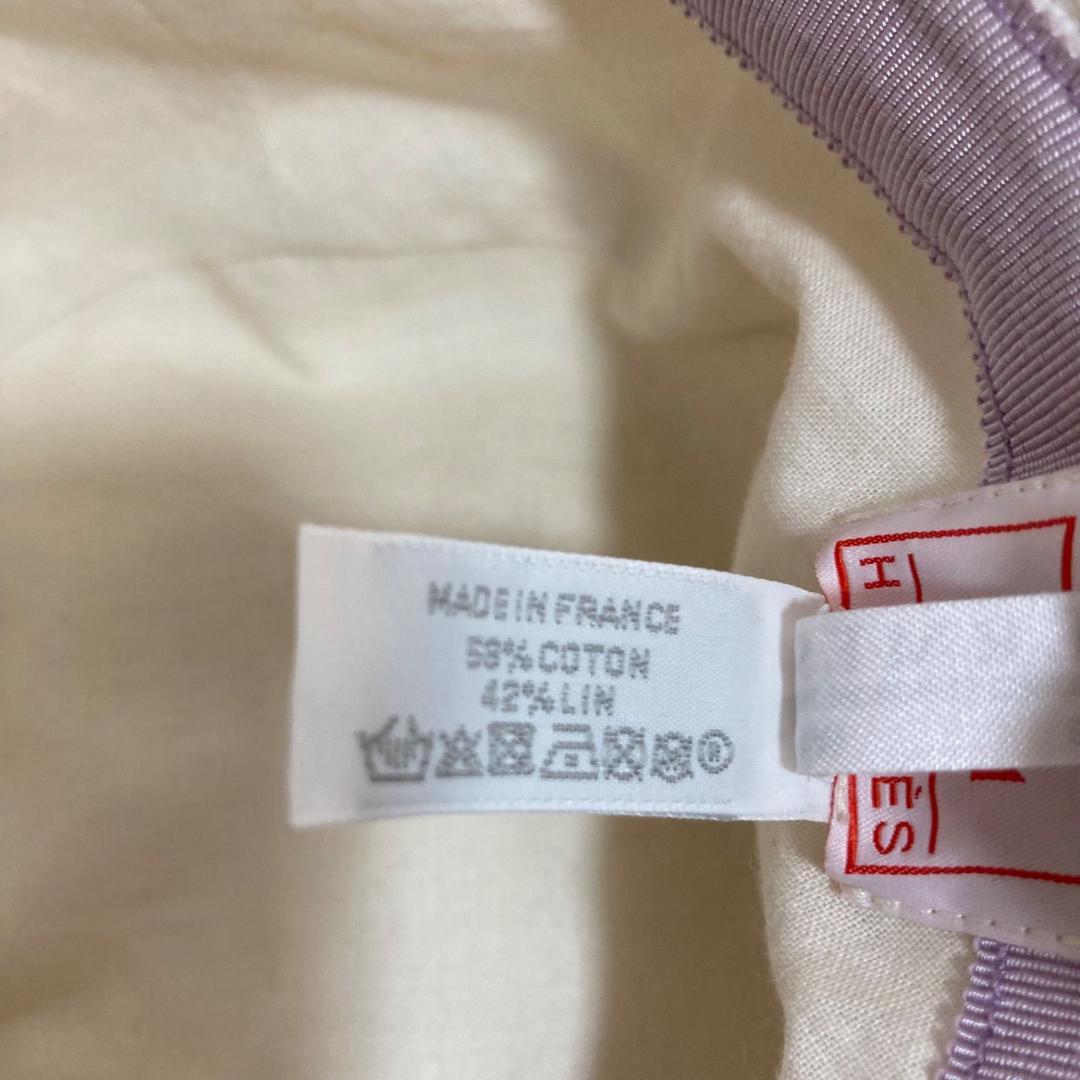 MADE IN FRANCE
58% COTON
42% LIN
H
ÈS